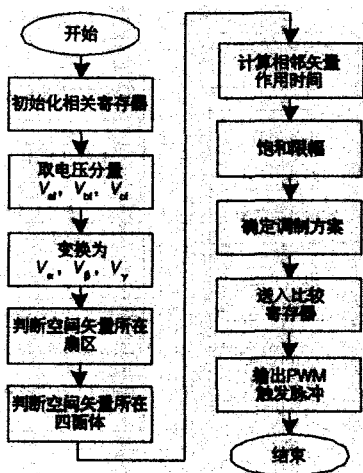 开始
初始化相关寄存器
取电压分量
Vaf，Vbf，Vcf
变换为
Vα，Vβ，Vγ
判断空间矢量所在
扇区
判断空间矢量所在
四面体
计算相邻矢量
作用时间
饱和限幅
确定调制方案
送入比较
寄存器
输出PWM
触发脉冲
结束